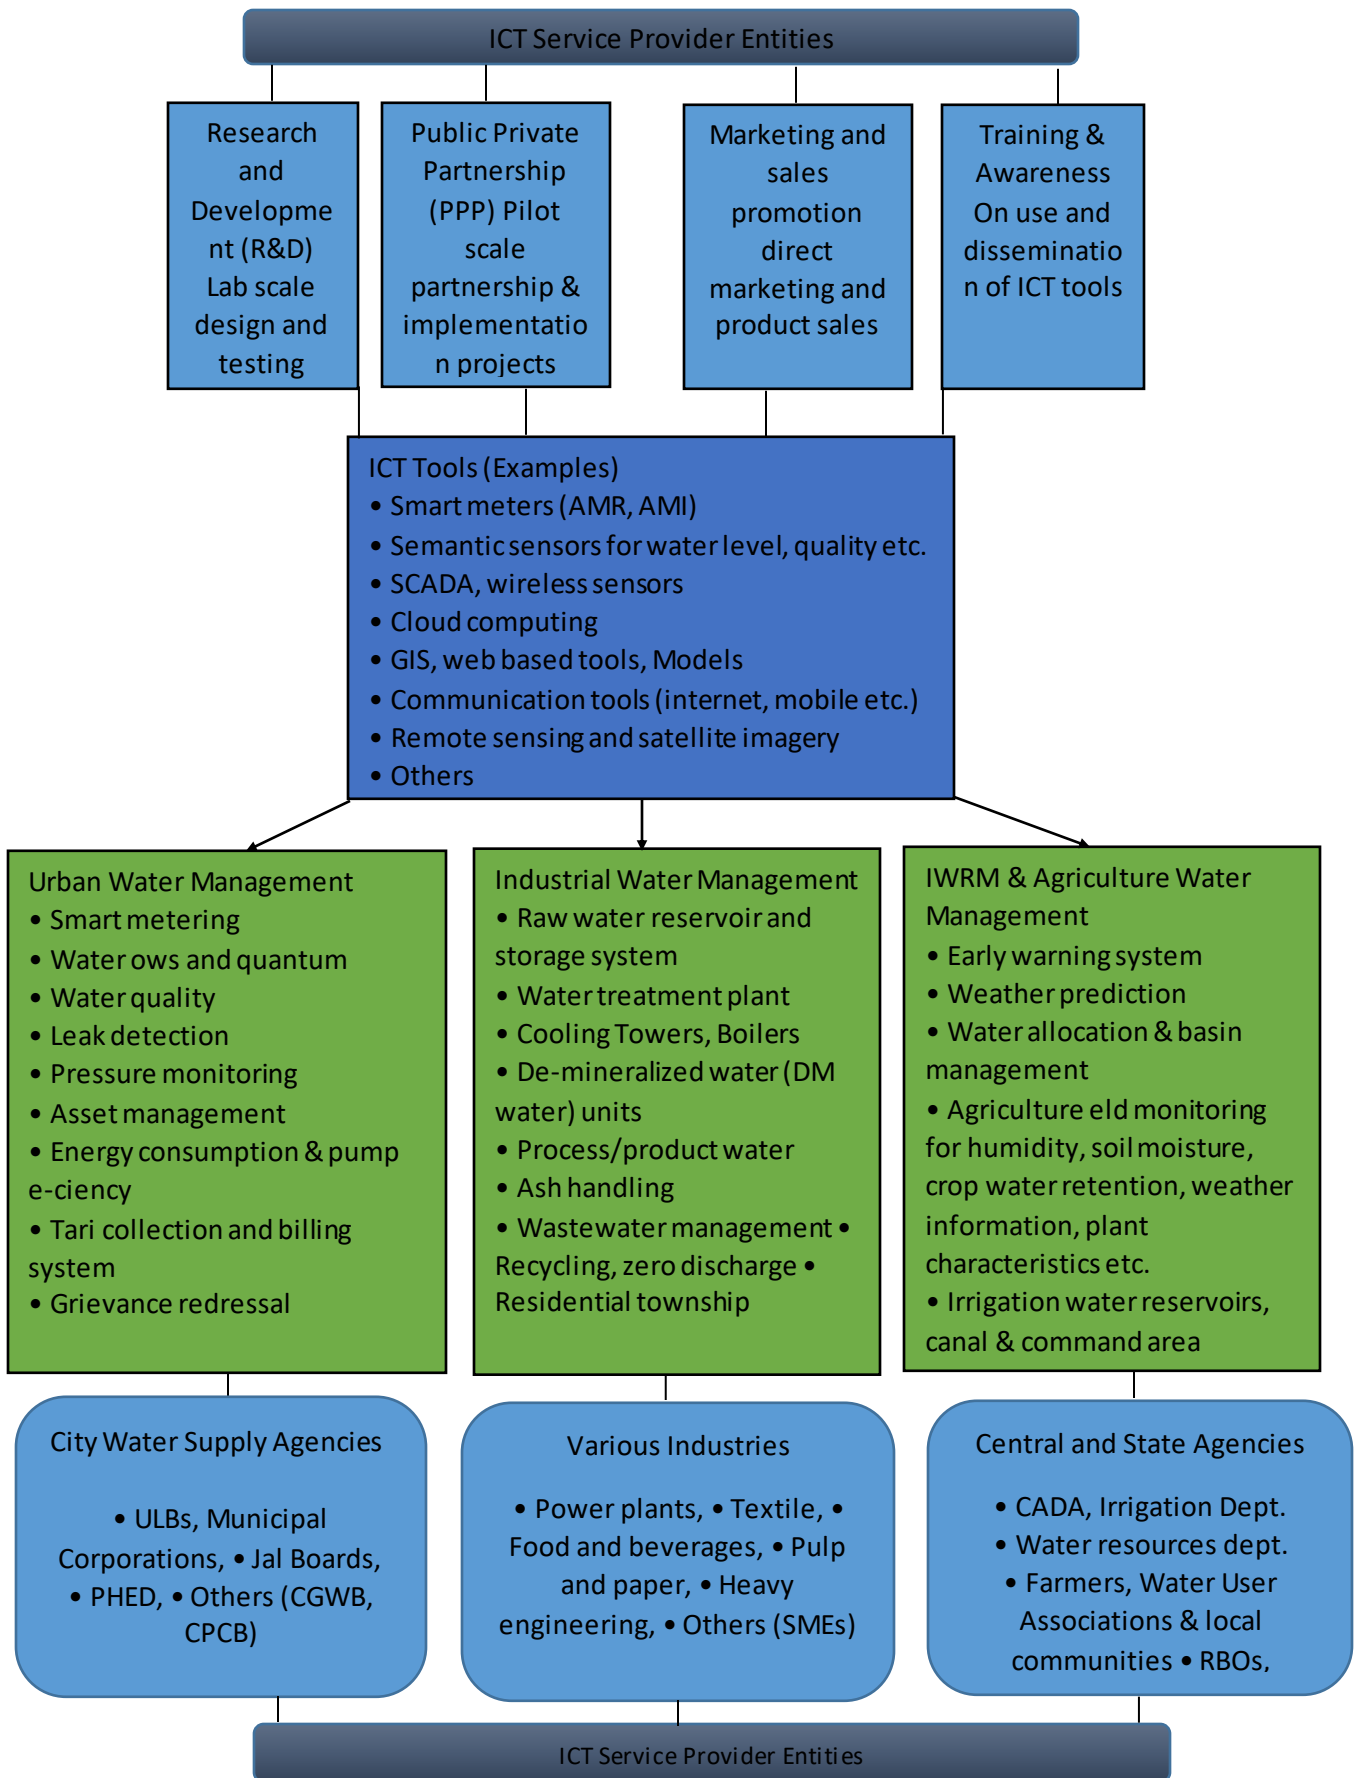 ICT Service Provider Entities
Research
and
Developme
nt (R&D)
Lab scale
design and
testing
Public Private
Partnership
(PPP) Pilot
scale
partnership &
implementatio
n projects
Marketing and
sales
promotion
direct
marketing and
product sales
Training &
Awareness
On use and
disseminatio
n of ICT tools
ICT Tools (Examples)
• Smart meters (AMR, AMI)
• Semantic sensors for water level, quality etc.
• SCADA, wireless sensors
• Cloud computing
• GIS, web based tools, Models
• Communication tools (internet, mobile etc.)
• Remote sensing and satellite imagery
• Others
Urban Water Management
• Smart metering
• Water ows and quantum
• Water quality
• Leak detection
• Pressure monitoring
• Asset management
• Energy consumption & pump
e-ciency
• Tari collection and billing
system
• Grievance redressal
Industrial Water Management
• Raw water reservoir and
storage system
• Water treatment plant
• Cooling Towers, Boilers
• De-mineralized water (DM
water) units
• Process/product water
• Ash handling
• Wastewater management •
Recycling, zero discharge •
Residential township
IWRM & Agriculture Water
Management
• Early warning system
• Weather prediction
• Water allocation & basin
management
• Agriculture eld monitoring
for humidity, soil moisture,
crop water retention, weather
information, plant
characteristics etc.
• Irrigation water reservoirs,
canal & command area
City Water Supply Agencies
• ULBs, Municipal
Corporations, • Jal Boards,
• PHED, • Others (CGWB,
CPCB)
Various Industries
• Power plants, • Textile, •
Food and beverages, • Pulp
and paper, • Heavy
engineering, • Others (SMEs)
Central and State Agencies
• CADA, Irrigation Dept.
• Water resources dept.
• Farmers, Water User
Associations & local
communities • RBOs,
ICT Service Provider Entities